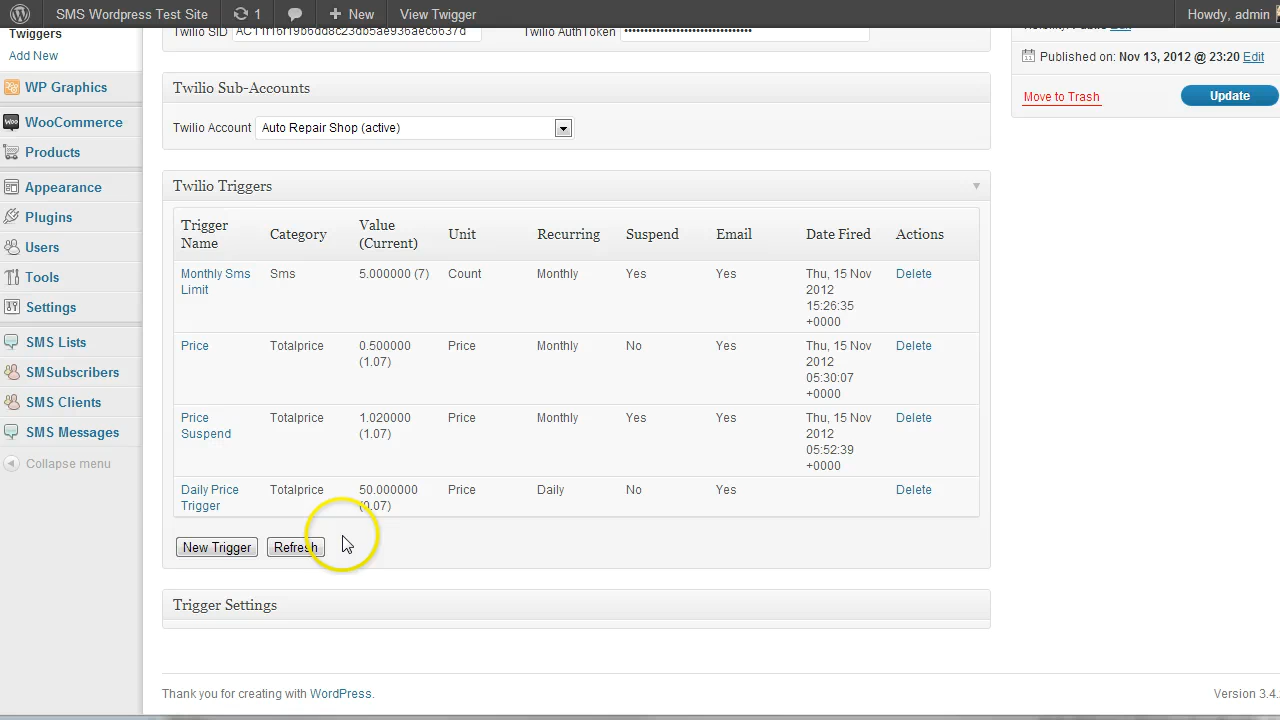 SMS Wordpress Test Site 1 New View Twigger Howdy, admin
Twiggers
Add New
WP Graphics
WooCommerce
Products
Appearance
Plugins
Users
Tools
Settings
SMS Lists
SMSubscribers
SMS Clients
SMS Messages
Collapse menu
Twilio SID Twilio AuthToken ••••••••••••••••••••••••••••••••
Twilio Sub-Accounts
Twilio Account Auto Repair Shop (active)
Twilio Triggers
Trigger Name Category Value (Current) Unit Recurring Suspend Email Date Fired Actions
Monthly Sms Limit Sms 5.000000 (7) Count Monthly Yes Yes Thu, 15 Nov 2012 15:26:35 +0000 Delete
Price Totalprice 0.500000 (1.07) Price Monthly No Yes Thu, 15 Nov 2012 05:30:07 +0000 Delete
Price Suspend Totalprice 1.020000 (1.07) Price Monthly Yes Yes Thu, 15 Nov 2012 05:52:39 +0000 Delete
Daily Price Trigger Totalprice 50.000000 (0.07) Price Daily No Yes Delete
New Trigger Refresh
Trigger Settings
Published on: Nov 13, 2012 @ 23:20 Edit
Move to Trash Update
Thank you for creating with WordPress. Version 3.4.